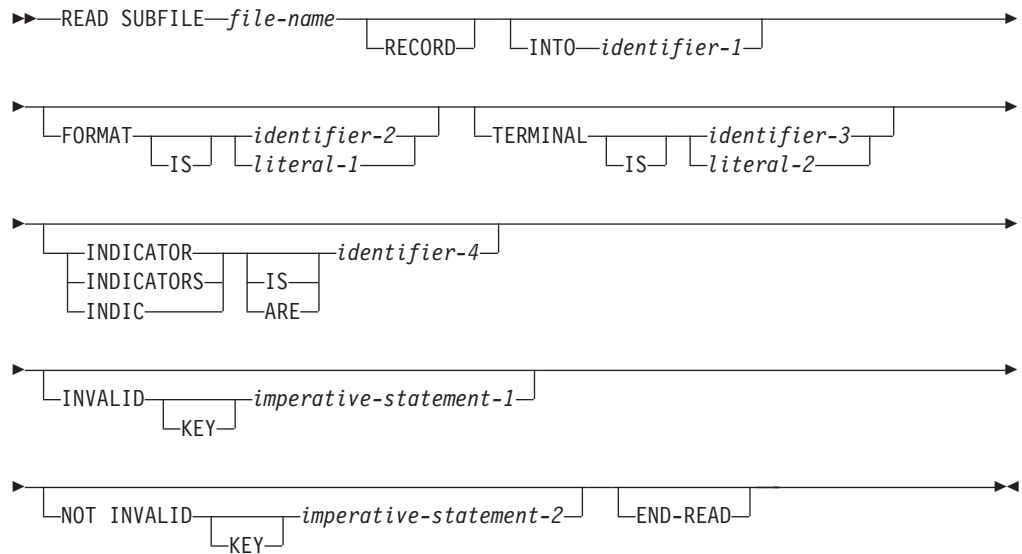 READ SUBFILE file-name
RECORD INTO identifier-1
FORMAT identifier-2 TERMINAL identifier-3
IS literal-1 IS literal-2
INDICATOR identifier-4
INDICATORS IS
INDIC ARE
INVALID imperative-statement-1
KEY
NOT INVALID imperative-statement-2 END-READ
KEY